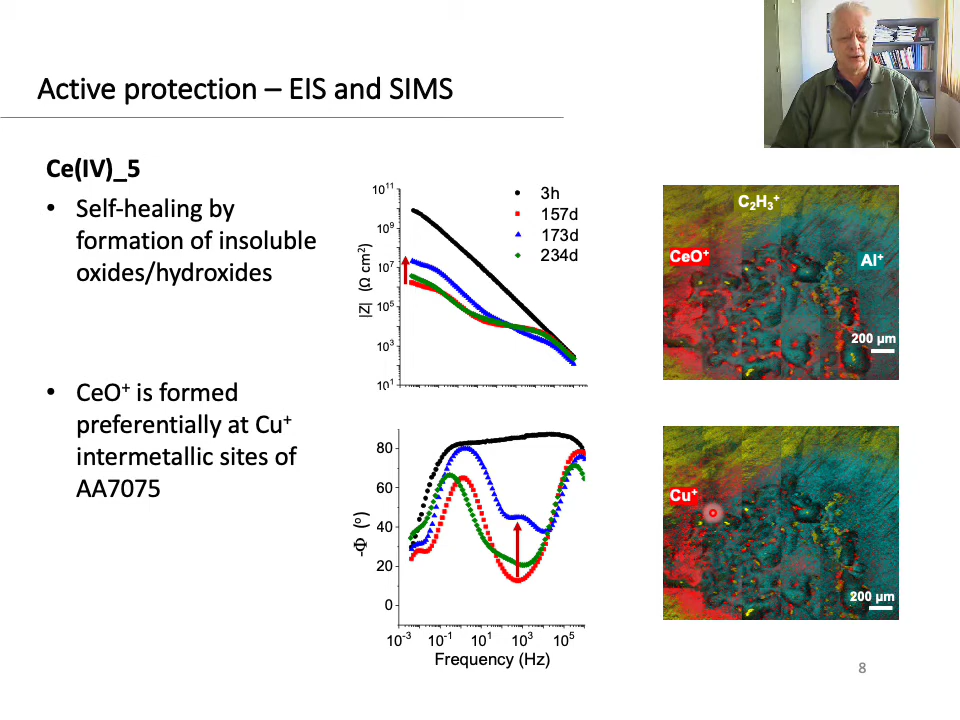 Active protection – EIS and SIMS
Ce(IV)_5
• Self-healing by
formation of insoluble
oxides/hydroxides
• CeO⁺ is formed
preferentially at Cu⁺
intermetallic sites of
AA7075
10¹¹
10⁹
10⁷
10⁵
10³
10¹
|Z| (Ω cm²)
3h
157d
173d
234d
80
60
40
20
0
-Φ (°)
10⁻³ 10⁻¹ 10¹ 10³ 10⁵
Frequency (Hz)
C₂H₃⁺
CeO⁺
Al⁺
200 µm
Cu⁺
200 µm
8